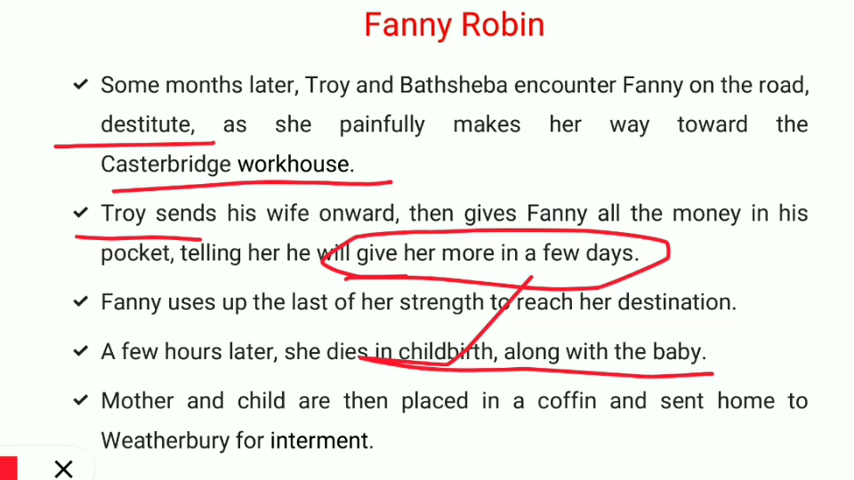 Fanny Robin
✔ Some months later, Troy and Bathsheba encounter Fanny on the road,
destitute, as she painfully makes her way toward the
Casterbridge workhouse.
✔ Troy sends his wife onward, then gives Fanny all the money in his
pocket, telling her he will give her more in a few days.
✔ Fanny uses up the last of her strength to reach her destination.
✔ A few hours later, she dies in childbirth, along with the baby.
✔ Mother and child are then placed in a coffin and sent home to
Weatherbury for interment.